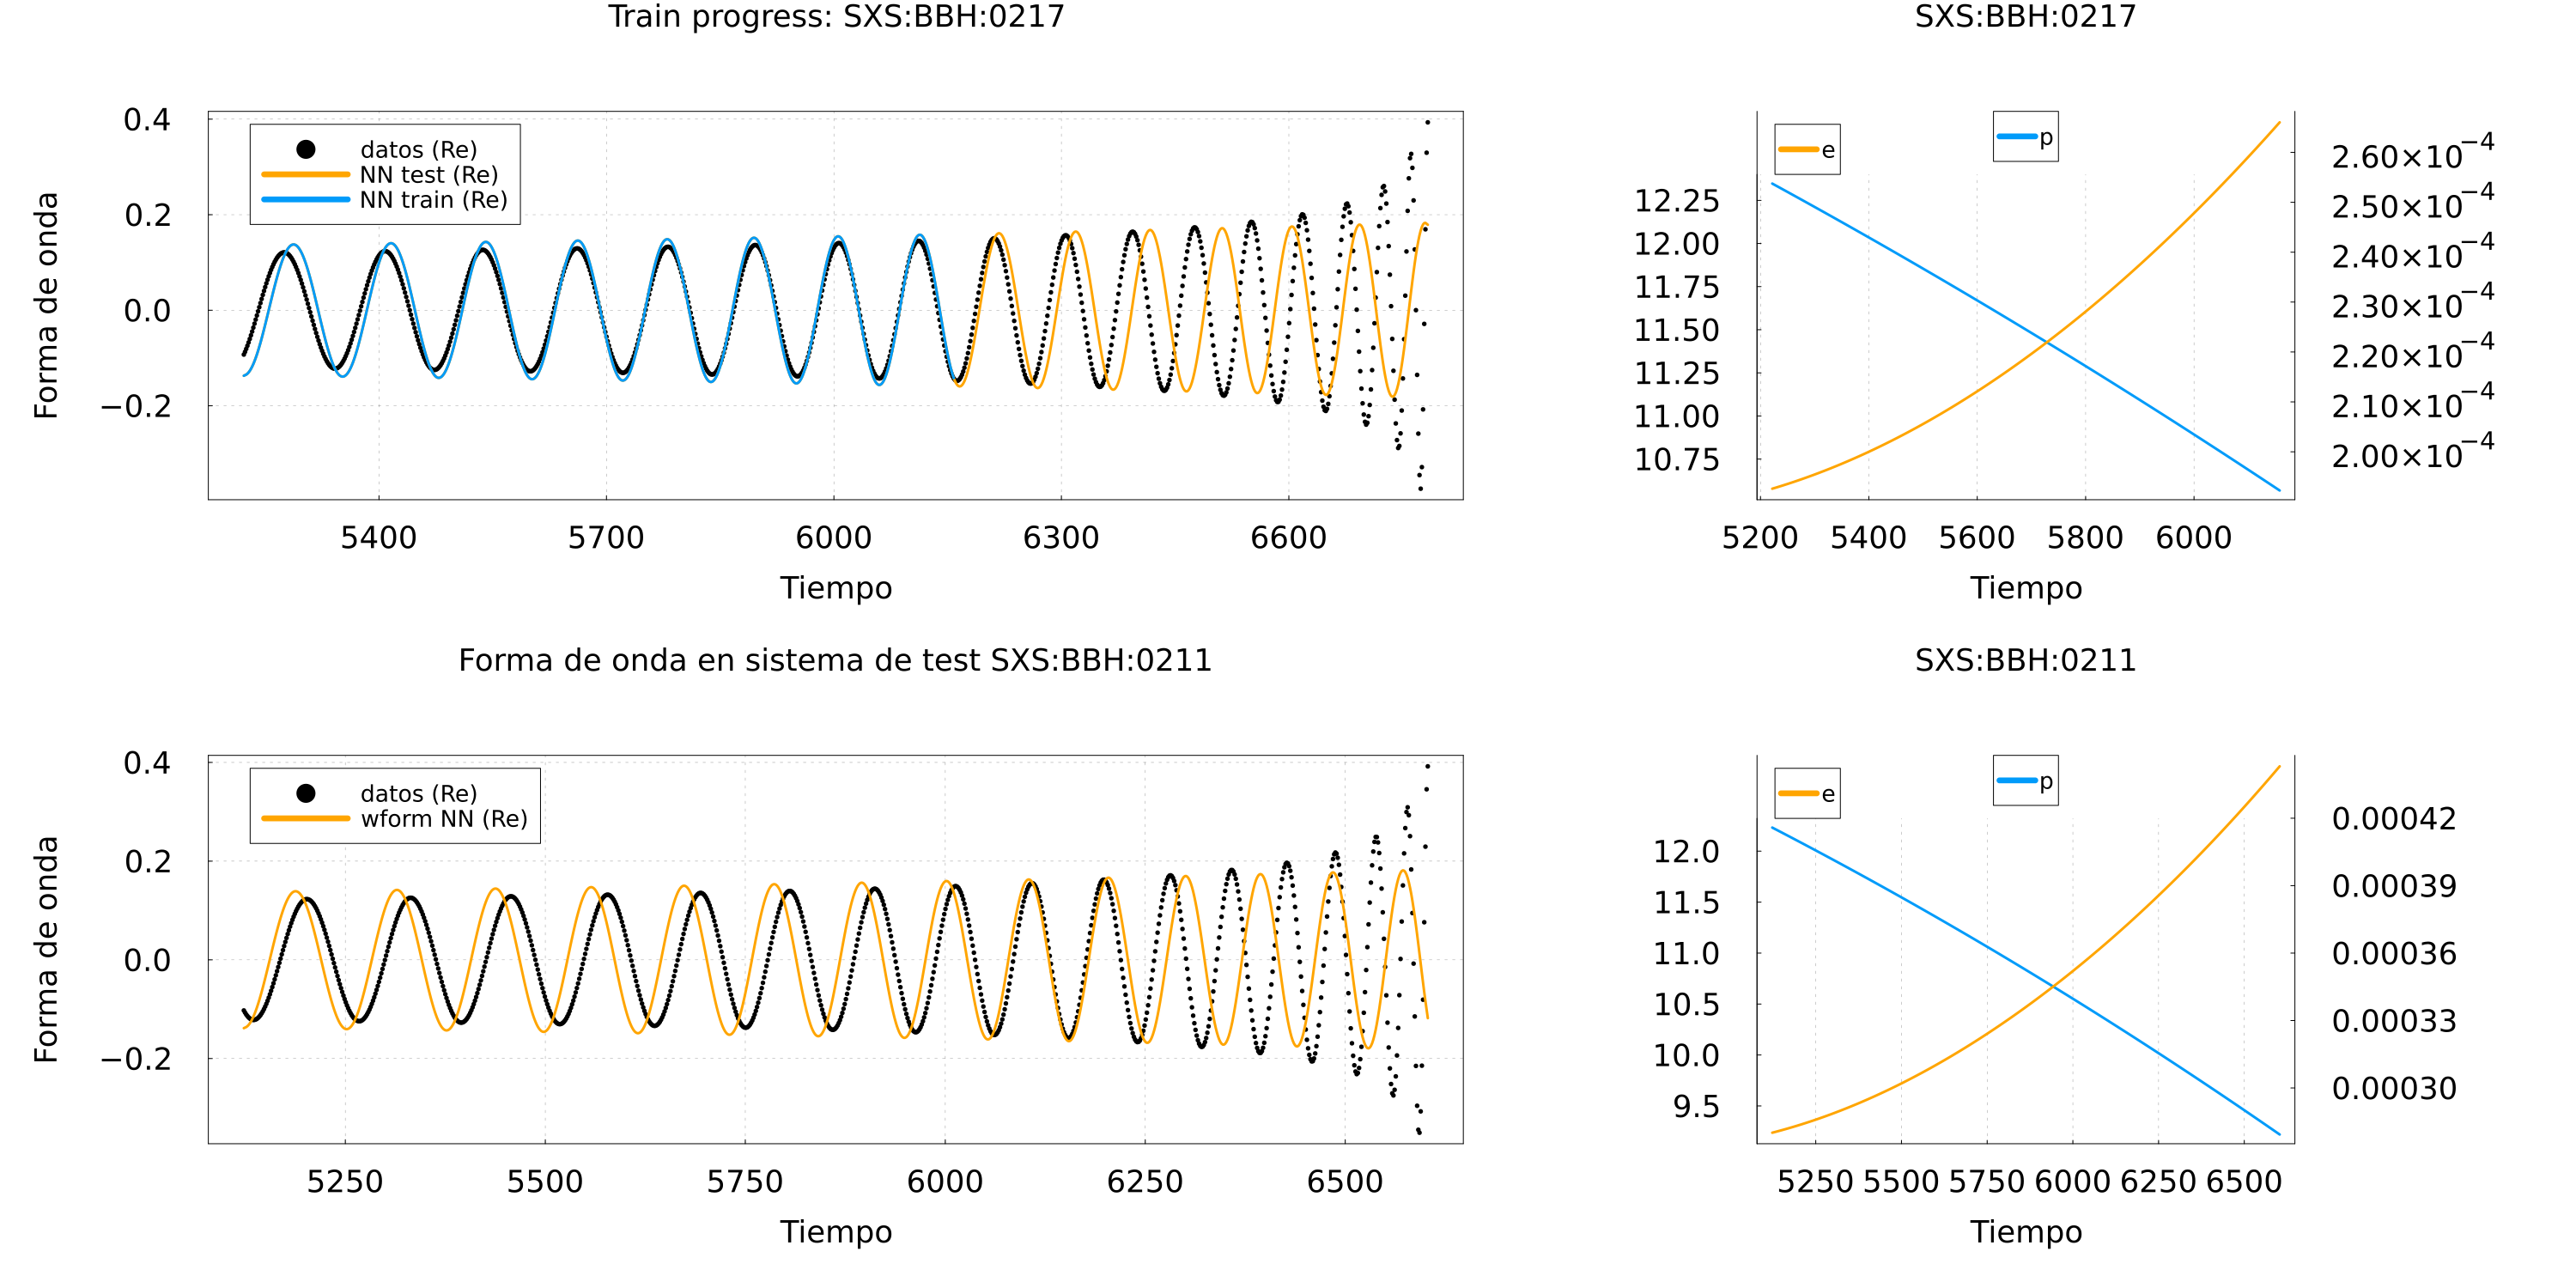 Train progress: SXS:BBH:0217
SXS:BBH:0217
Forma de onda
0.4
0.2
0.0
−0.2
datos (Re)
NN test (Re)
NN train (Re)
5400 5700 6000 6300 6600
Tiempo
e
p
12.25
12.00
11.75
11.50
11.25
11.00
10.75
2.60×10⁻⁴
2.50×10⁻⁴
2.40×10⁻⁴
2.30×10⁻⁴
2.20×10⁻⁴
2.10×10⁻⁴
2.00×10⁻⁴
5200 5400 5600 5800 6000
Tiempo
Forma de onda en sistema de test SXS:BBH:0211
SXS:BBH:0211
Forma de onda
0.4
0.2
0.0
−0.2
datos (Re)
wform NN (Re)
5250 5500 5750 6000 6250 6500
Tiempo
e
p
12.0
11.5
11.0
10.5
10.0
9.5
0.00042
0.00039
0.00036
0.00033
0.00030
5250 5500 5750 6000 6250 6500
Tiempo